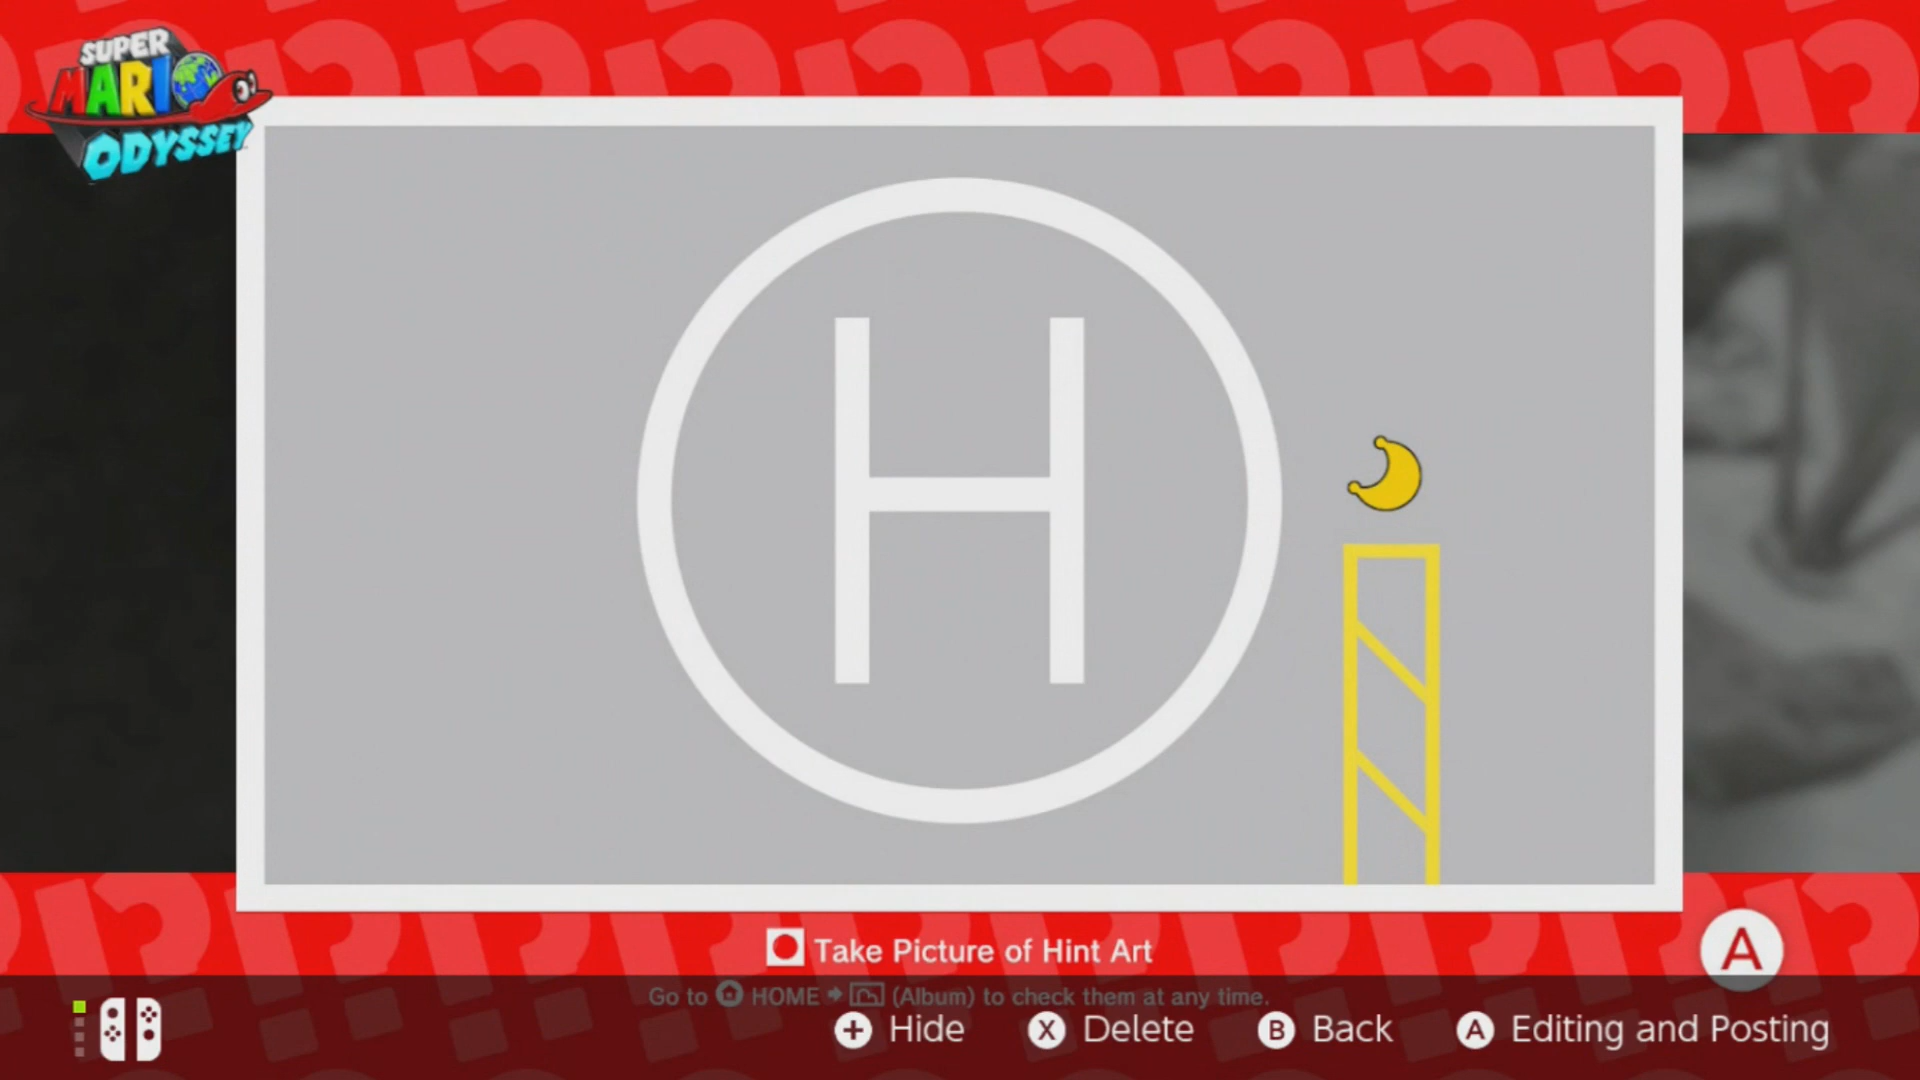 SUPER
MARIO
ODYSSEY
H
Take Picture of Hint Art
A
Go to HOME (Album) to check them at any time.
+ Hide X Delete B Back A Editing and Posting